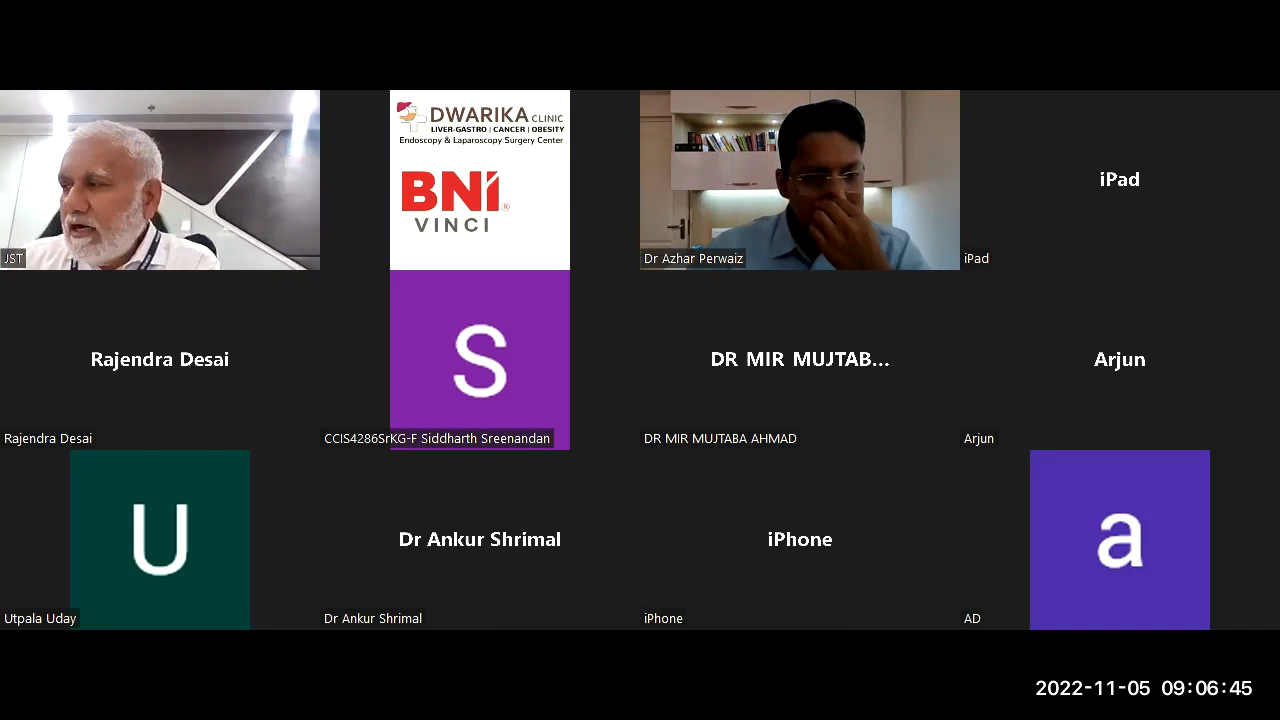 DWARIKA CLINIC
LIVER-GASTRO | CANCER | OBESITY
Endoscopy & Laparoscopy Surgery Center
BNI®
VINCI
JST
Dr Azhar Perwaiz
iPad
iPad
Rajendra Desai
Rajendra Desai
S
CCIS4286SrKG-F Siddharth Sreenandan
DR MIR MUJTAB...
DR MIR MUJTABA AHMAD
Arjun
Arjun
U
Utpala Uday
Dr Ankur Shrimal
Dr Ankur Shrimal
iPhone
iPhone
a
AD
2022-11-05 09:06:45